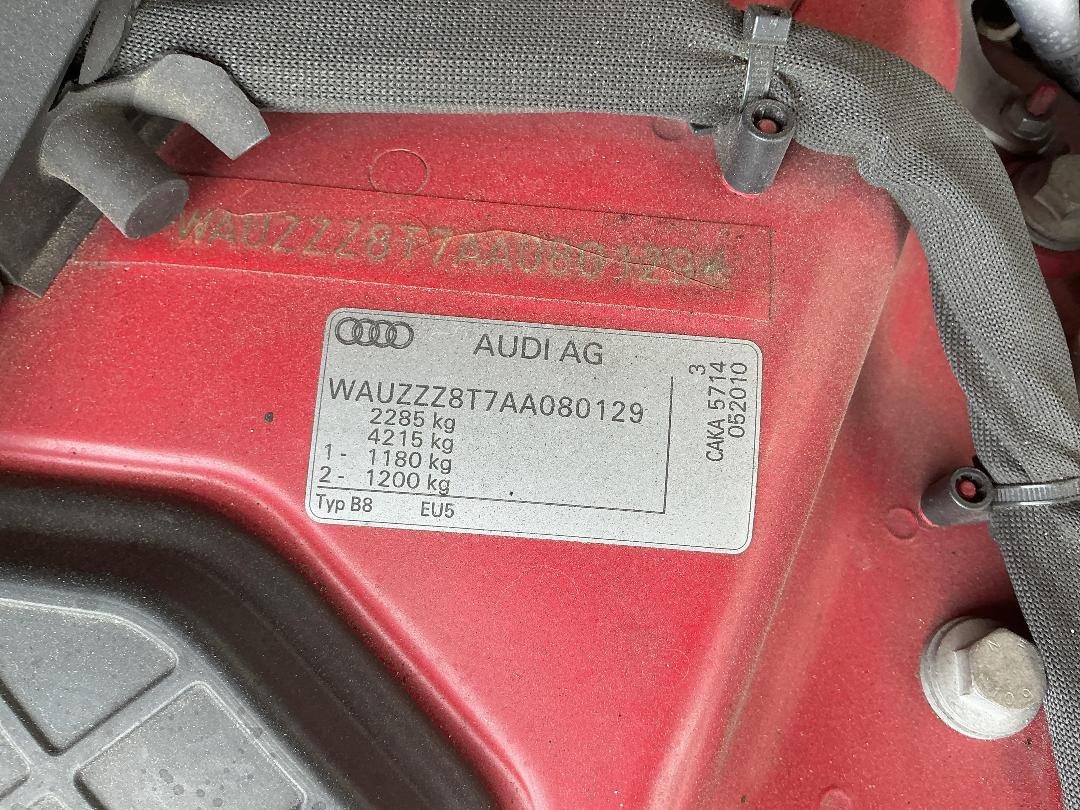 WAUZZZ8T7AA080129*
AUDI AG
WAUZZZ8T7AA080129
2285 kg
4215 kg
1 - 1180 kg
2 - 1200 kg
Typ B8 EU5
3
CAKA 5714
052010